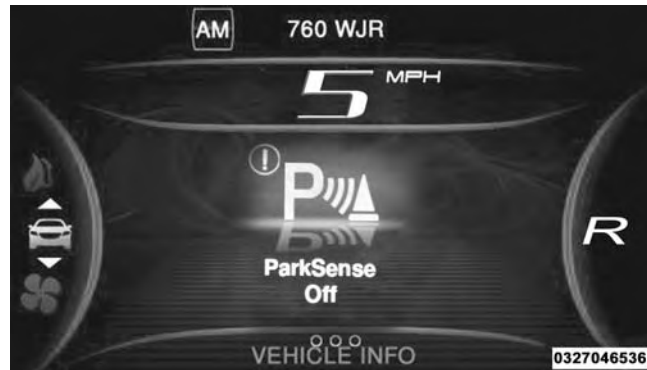 AM 760 WJR
5 MPH
P
R
ParkSense
Off
VEHICLE INFO
0327046536